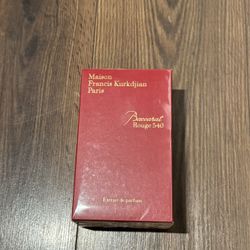 Maison
Francis Kurkdjian
Paris
Baccarat
Rouge 540
Extrait de parfum